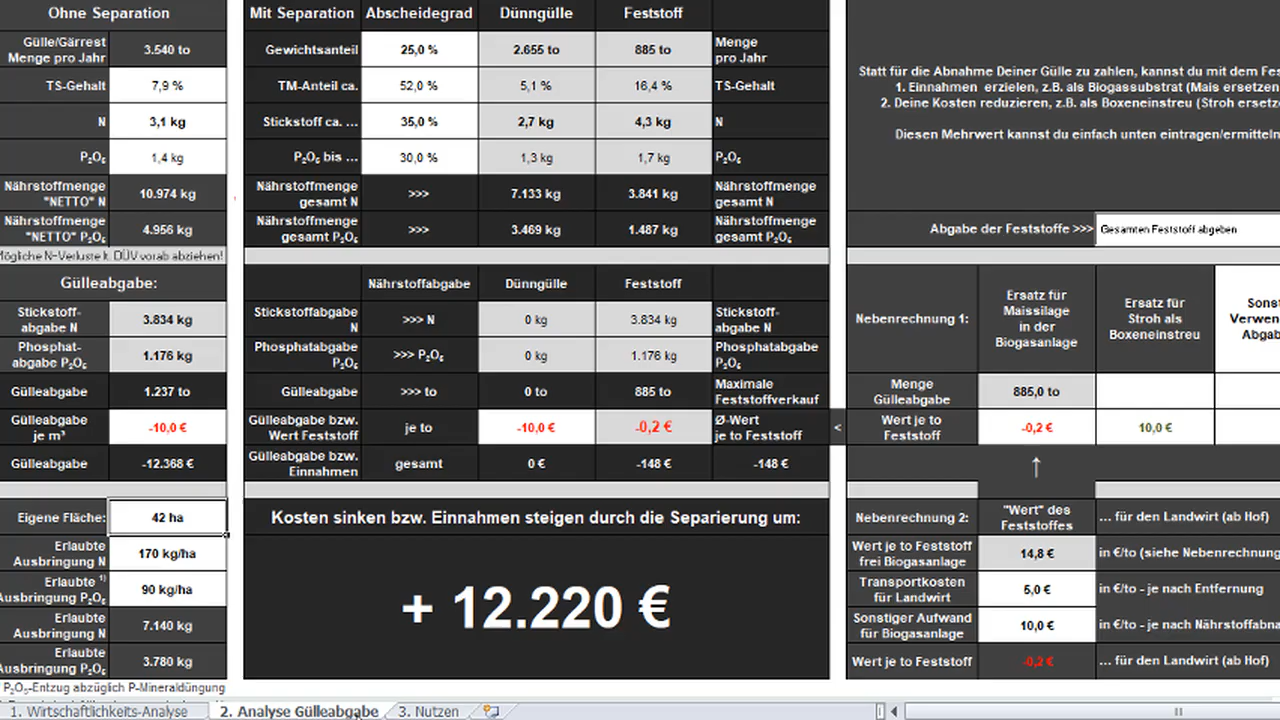 Ohne Separation
Gülle/Gärrest
Menge pro Jahr
3.540 to
TS-Gehalt
7,9 %
N
3,1 kg
P₂O₅
1,4 kg
Nährstoffmenge
"NETTO" N
10.974 kg
Nährstoffmenge
"NETTO" P₂O₅
4.956 kg
Mögliche N-Verluste lt. DÜV vorab abziehen!
Gülleabgabe:
Stickstoff-
abgabe N
3.834 kg
Phosphat-
abgabe P₂O₅
1.176 kg
Gülleabgabe
1.237 to
Gülleabgabe
je m³
-10,0 €
Gülleabgabe
-12.368 €
Eigene Fläche:
42 ha
Erlaubte
Ausbringung N
170 kg/ha
Erlaubte ¹⁾
Ausbringung P₂O₅
90 kg/ha
Erlaubte
Ausbringung N
7.140 kg
Erlaubte
Ausbringung P₂O₅
3.780 kg
P₂O₅-Entzug abzüglich P-Mineraldüngung
Mit Separation Abscheidegrad Dünngülle Feststoff
Gewichtsanteil 25,0 % 2.655 to 885 to Menge
pro Jahr
TM-Anteil ca. 52,0 % 5,1 % 16,4 % TS-Gehalt
Stickstoff ca. ... 35,0 % 2,7 kg 4,3 kg N
P₂O₅ bis ... 30,0 % 1,3 kg 1,7 kg P₂O₅
Nährstoffmenge
gesamt N
>>> 7.133 kg 3.841 kg
Nährstoffmenge
gesamt N
Nährstoffmenge
gesamt P₂O₅
>>> 3.469 kg 1.487 kg
Nährstoffmenge
gesamt P₂O₅
Nährstoffabgabe Dünngülle Feststoff
Stickstoffabgabe
N
>>> N 0 kg 3.834 kg
Stickstoff-
abgabe N
Phosphatabgabe
P₂O₅
>>> P₂O₅ 0 kg 1.176 kg
Phosphatabgabe
P₂O₅
Gülleabgabe >>> to 0 to 885 to
Maximale
Feststoffverkauf
Gülleabgabe bzw.
Wert Feststoff
je to -10,0 € -0,2 €
Ø-Wert
je to Feststoff
<
Gülleabgabe bzw.
Einnahmen
gesamt 0 € -148 € -148 €
Kosten sinken bzw. Einnahmen steigen durch die Separierung um:
+ 12.220 €
Statt für die Abnahme Deiner Gülle zu zahlen, kannst du mit dem Fes
1. Einnahmen erzielen, z.B. als Biogassubstrat (Mais ersetzen
2. Deine Kosten reduzieren, z.B. als Boxeneinstreu (Stroh ersetz
Diesen Mehrwert kannst du einfach unten eintragen/ermitteln
Abgabe der Feststoffe >>> Gesamten Feststoff abgeben
Nebenrechnung 1:
Ersatz für
Maissilage
in der
Biogasanlage
Ersatz für
Stroh als
Boxeneinstreu
Sonst
Verwen
Abgab
Menge
Gülleabgabe
885,0 to
Wert je to
Feststoff
-0,2 € 10,0 €
↑
Nebenrechnung 2:
"Wert" des
Feststoffes
... für den Landwirt (ab Hof)
Wert je to Feststoff
frei Biogasanlage
14,8 € in €/to (siehe Nebenrechnung
Transportkosten
für Landwirt
5,0 € in €/to - je nach Entfernung
Sonstiger Aufwand
für Biogasanlage
10,0 € in €/to - je nach Nährstoffabna
Wert je to Feststoff -0,2 € ... für den Landwirt (ab Hof)
1. Wirtschaftlichkeits-Analyse 2. Analyse Gülleabgabe 3. Nutzen